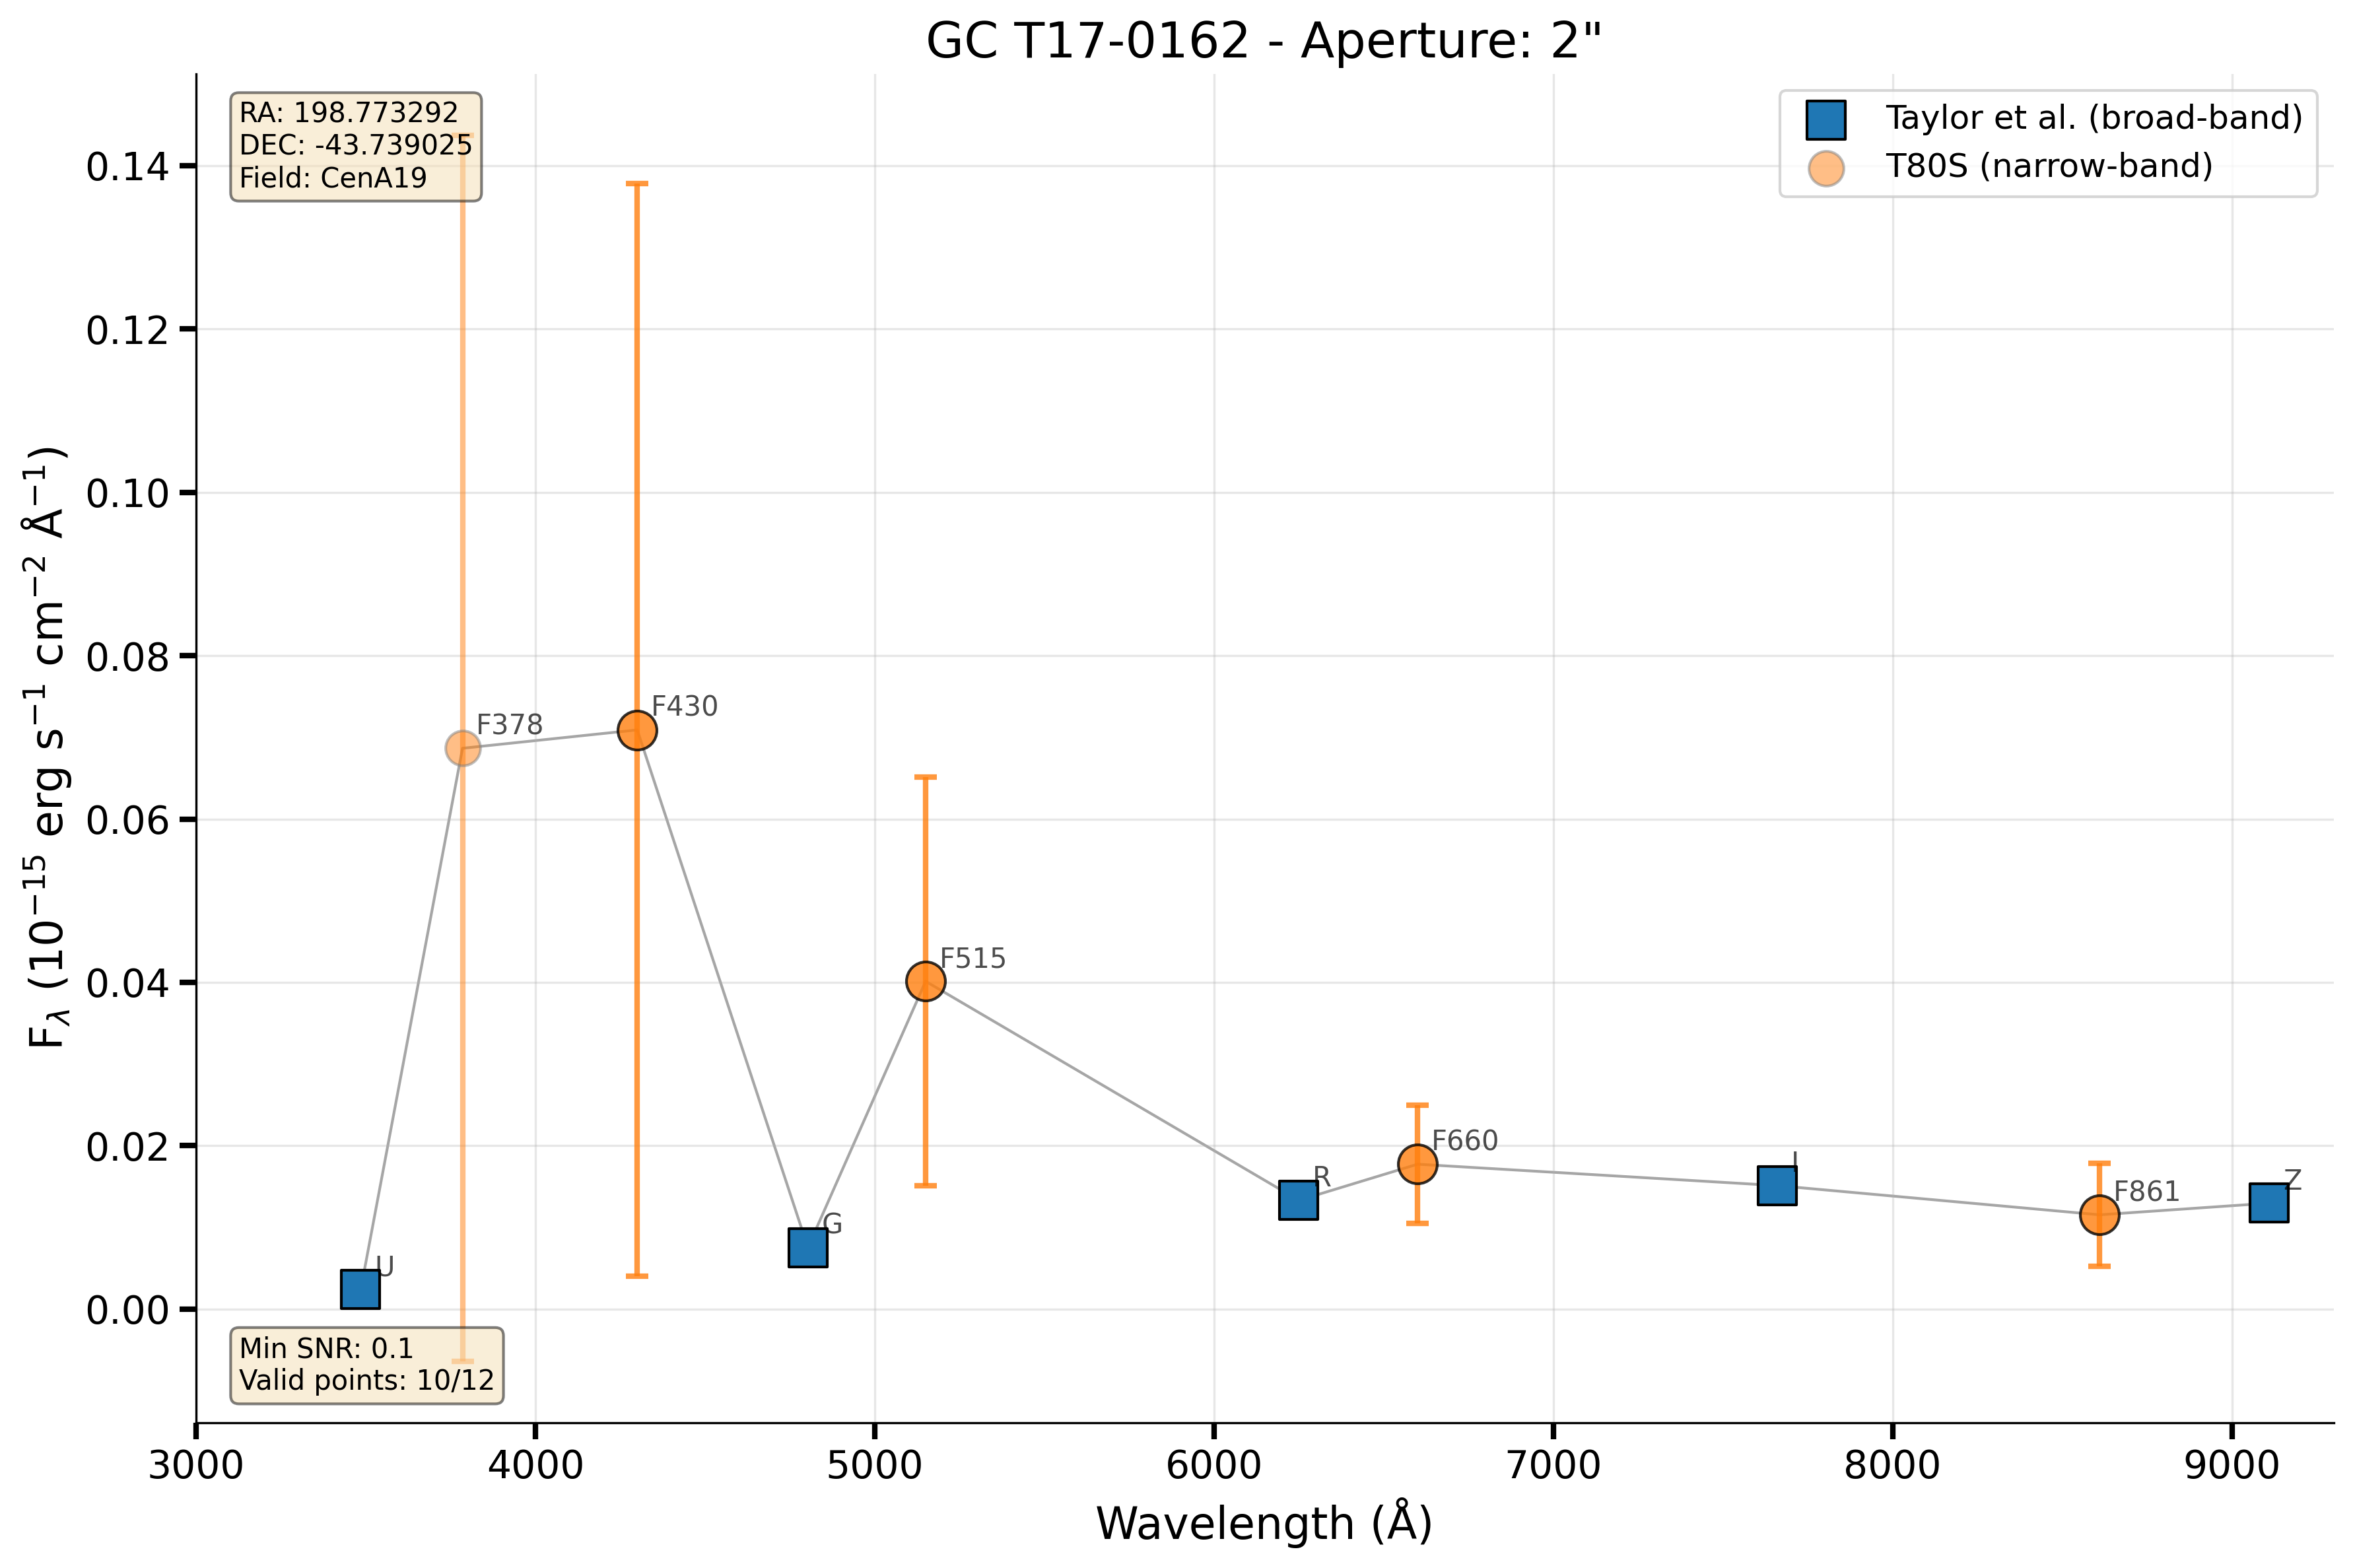 GC T17-0162 - Aperture: 2"
RA: 198.773292
DEC: -43.739025
Field: CenA19
Taylor et al. (broad-band)
T80S (narrow-band)
0.14
0.12
0.10
0.08
0.06
0.04
0.02
0.00
F_λ (10⁻¹⁵ erg s⁻¹ cm⁻² Å⁻¹)
U
F378
F430
G
F515
R
F660
I
F861
Z
Min SNR: 0.1
Valid points: 10/12
3000 4000 5000 6000 7000 8000 9000
Wavelength (Å)